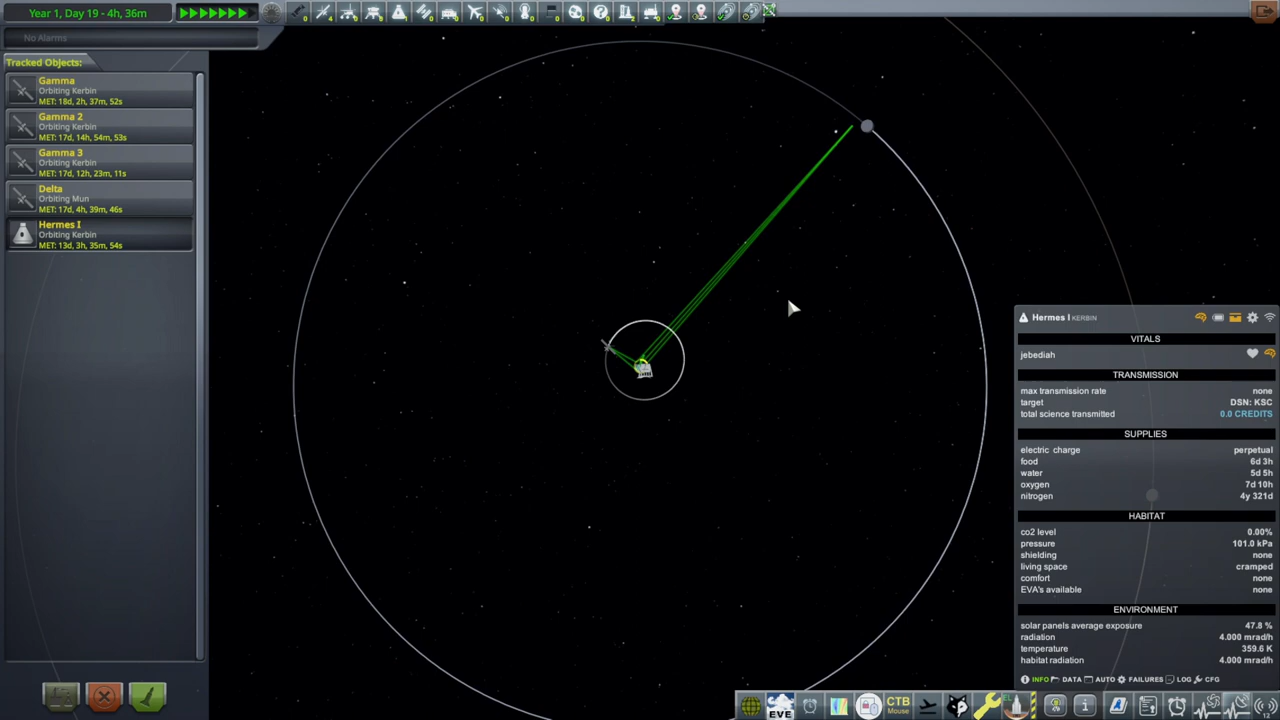 Year 1, Day 19 - 4h, 36m
No Alarms
Tracked Objects:
Gamma
Orbiting Kerbin
MET: 18d, 2h, 37m, 52s
Gamma 2
Orbiting Kerbin
MET: 17d, 14h, 54m, 53s
Gamma 3
Orbiting Kerbin
MET: 17d, 12h, 23m, 11s
Delta
Orbiting Mun
MET: 17d, 4h, 39m, 46s
Hermes I
Orbiting Kerbin
MET: 13d, 3h, 35m, 54s
Hermes I KERBIN
VITALS
jebediah
TRANSMISSION
max transmission rate none
target DSN: KSC
total science transmitted 0.0 CREDITS
SUPPLIES
electric charge perpetual
food 6d 3h
water 5d 5h
oxygen 7d 10h
nitrogen 4y 321d
HABITAT
co2 level 0.00%
pressure 101.0 kPa
shielding none
living space cramped
comfort none
EVA's available none
ENVIRONMENT
solar panels average exposure 47.8 %
radiation 4.000 mrad/h
temperature 359.6 K
habitat radiation 4.000 mrad/h
INFO DATA AUTO FAILURES LOG CFG
EVE
CTB
Mouse